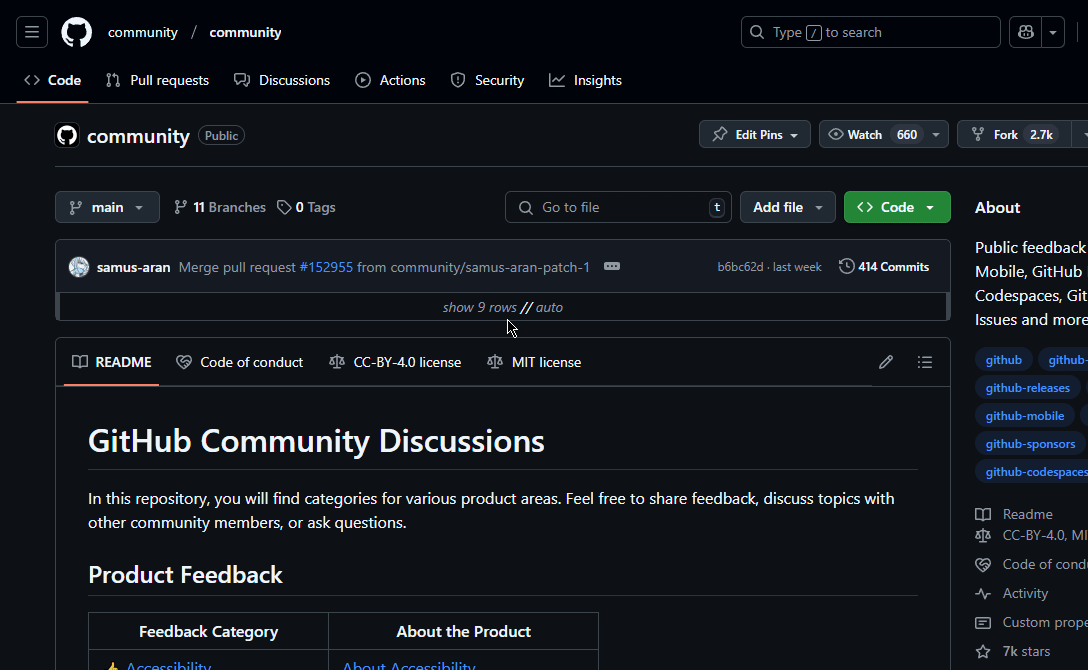 community / community
Type / to search
Code
Pull requests
Discussions
Actions
Security
Insights
community Public
Edit Pins
Watch 660
Fork 2.7k
main
11 Branches
0 Tags
Go to file t
Add file
Code
samus-aran Merge pull request #152955 from community/samus-aran-patch-1
b6bc62d · last week
414 Commits
show 9 rows // auto
README
Code of conduct
CC-BY-4.0 license
MIT license
GitHub Community Discussions
In this repository, you will find categories for various product areas. Feel free to share feedback, discuss topics with
other community members, or ask questions.
Product Feedback
Feedback Category About the Product
Accessibility About Accessibility
About
Public feedback
Mobile, GitHub
Codespaces, Git
Issues and more
github github-
github-releases
github-mobile
github-sponsors
github-codespaces
Readme
CC-BY-4.0, MI
Code of cond
Activity
Custom prope
7k stars